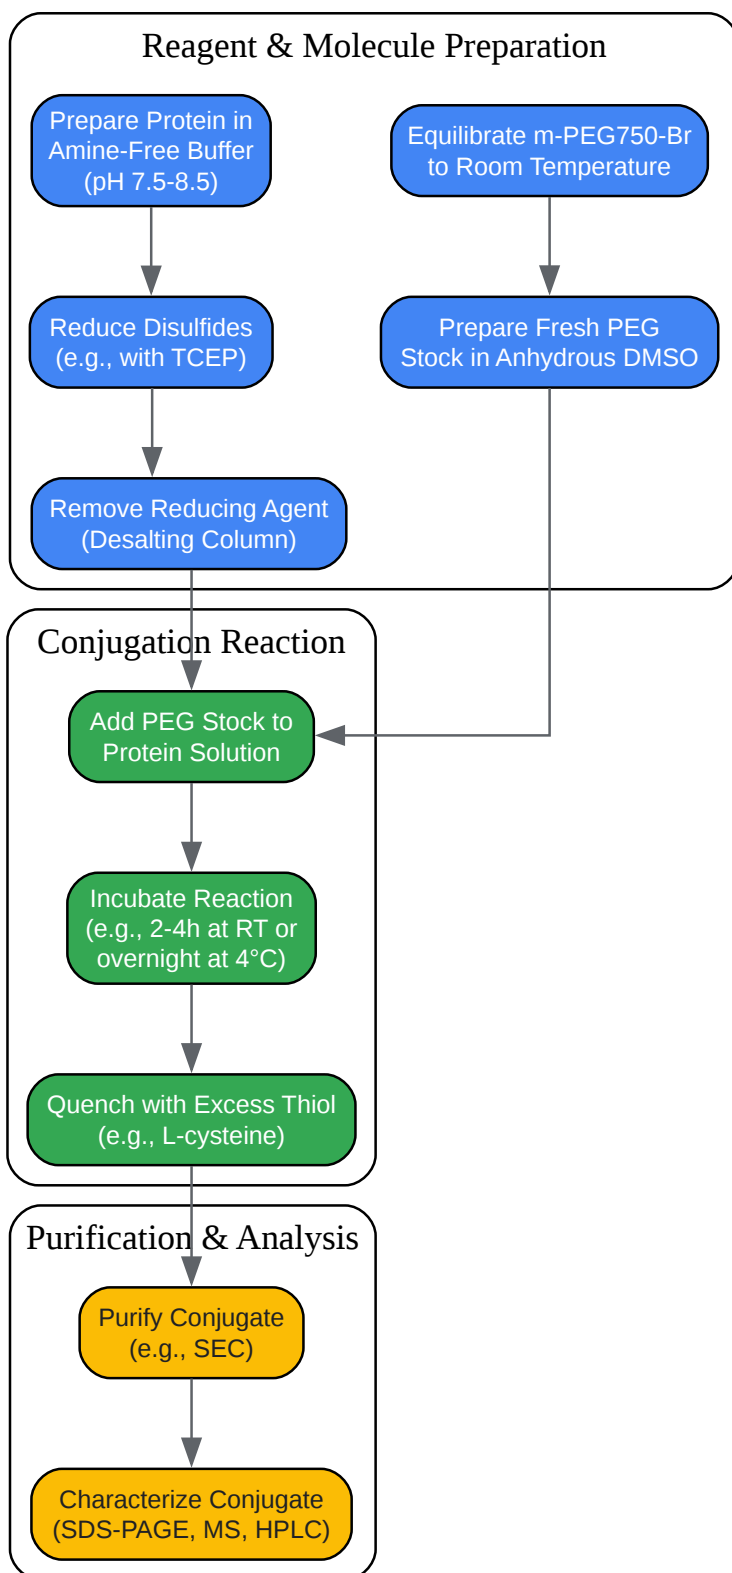 Reagent & Molecule Preparation
Prepare Protein in
Amine-Free Buffer
(pH 7.5-8.5)
Equilibrate m-PEG750-Br
to Room Temperature
Reduce Disulfides
(e.g., with TCEP)
Prepare Fresh PEG
Stock in Anhydrous DMSO
Remove Reducing Agent
(Desalting Column)
Conjugation Reaction
Add PEG Stock to
Protein Solution
Incubate Reaction
(e.g., 2-4h at RT or
overnight at 4°C)
Quench with Excess Thiol
(e.g., L-cysteine)
Purification & Analysis
Purify Conjugate
(e.g., SEC)
Characterize Conjugate
(SDS-PAGE, MS, HPLC)